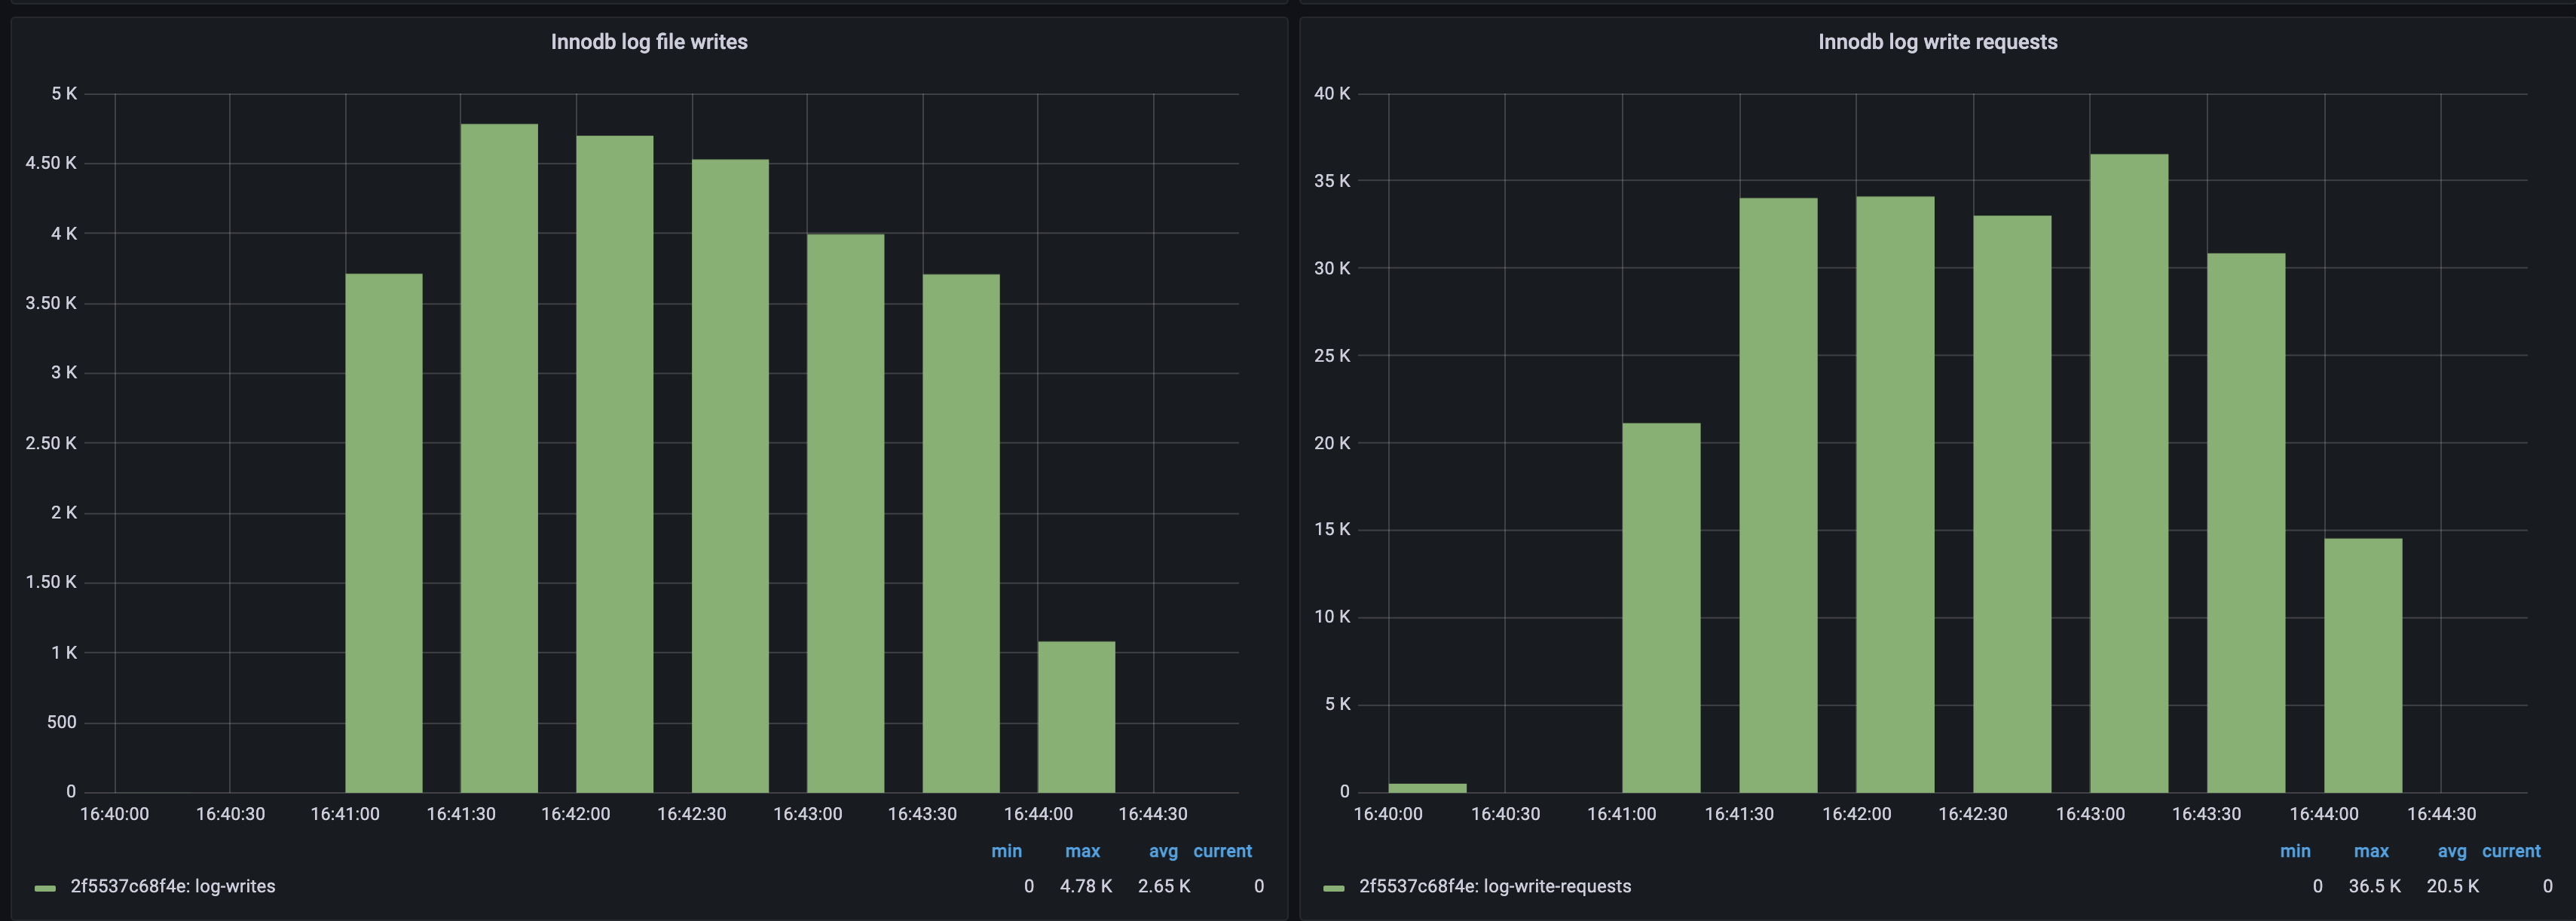 Innodb log file writes
5 K
4.50 K
4 K
3.50 K
3 K
2.50 K
2 K
1.50 K
1 K
500
0
16:40:00 16:40:30 16:41:00 16:41:30 16:42:00 16:42:30 16:43:00 16:43:30 16:44:00 16:44:30
min max avg current
2f5537c68f4e: log-writes 0 4.78 K 2.65 K 0
Innodb log write requests
40 K
35 K
30 K
25 K
20 K
15 K
10 K
5 K
0
16:40:00 16:40:30 16:41:00 16:41:30 16:42:00 16:42:30 16:43:00 16:43:30 16:44:00 16:44:30
min max avg current
2f5537c68f4e: log-write-requests 0 36.5 K 20.5 K 0